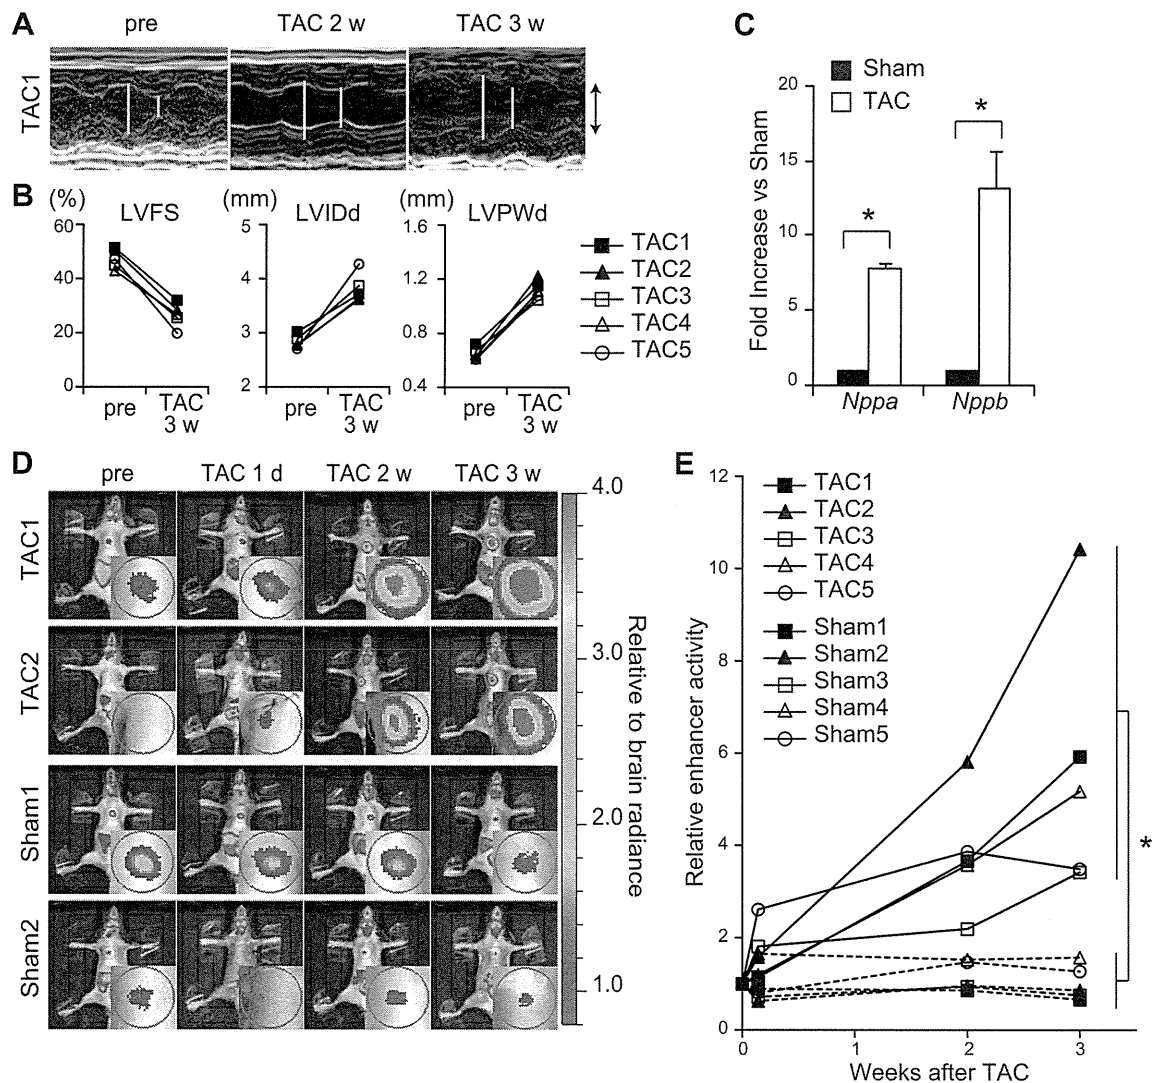 A
pre
TAC 2 w
TAC 3 w
TAC1
B
(%)
LVFS
60
40
20
0
pre
TAC
3 w
(mm)
LVIDd
5
4
3
2
pre
TAC
3 w
(mm)
LVPWd
1.6
1.2
0.8
0.4
pre
TAC
3 w
TAC1
TAC2
TAC3
TAC4
TAC5
C
Sham
TAC
Fold Increase vs Sham
20
15
10
5
0
*
*
Nppa
Nppb
D
pre
TAC 1 d
TAC 2 w
TAC 3 w
TAC1
TAC2
Sham1
Sham2
4.0
3.0
2.0
1.0
Relative to brain radiance
E
Relative enhancer activity
12
10
8
6
4
2
0
TAC1
TAC2
TAC3
TAC4
TAC5
Sham1
Sham2
Sham3
Sham4
Sham5
*
0
1
2
3
Weeks after TAC